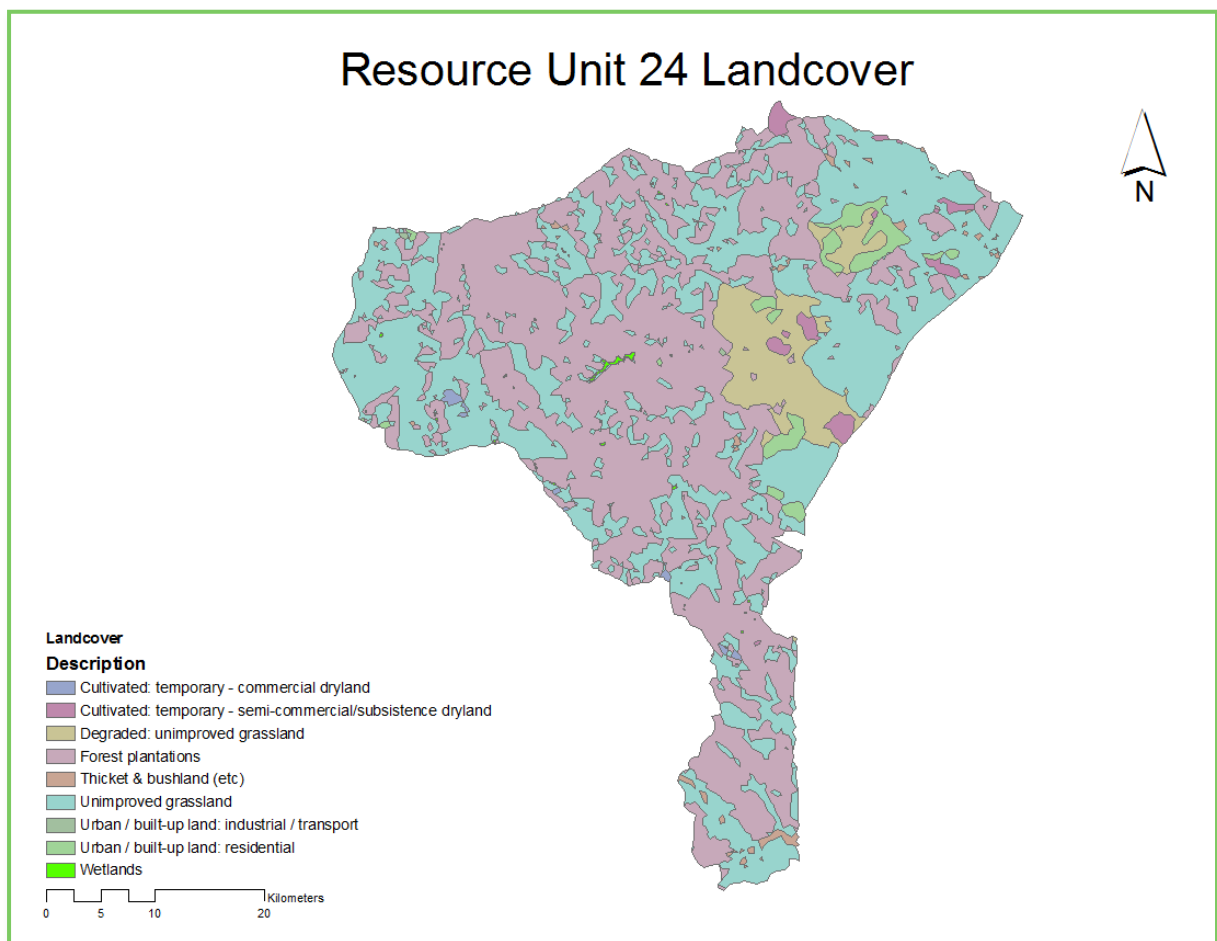 Resource Unit 24 Landcover
N
Landcover
Description
Cultivated: temporary - commercial dryland
Cultivated: temporary - semi-commercial/subsistence dryland
Degraded: unimproved grassland
Forest plantations
Thicket & bushland (etc)
Unimproved grassland
Urban / built-up land: industrial / transport
Urban / built-up land: residential
Wetlands
Kilometers
0 5 10 20